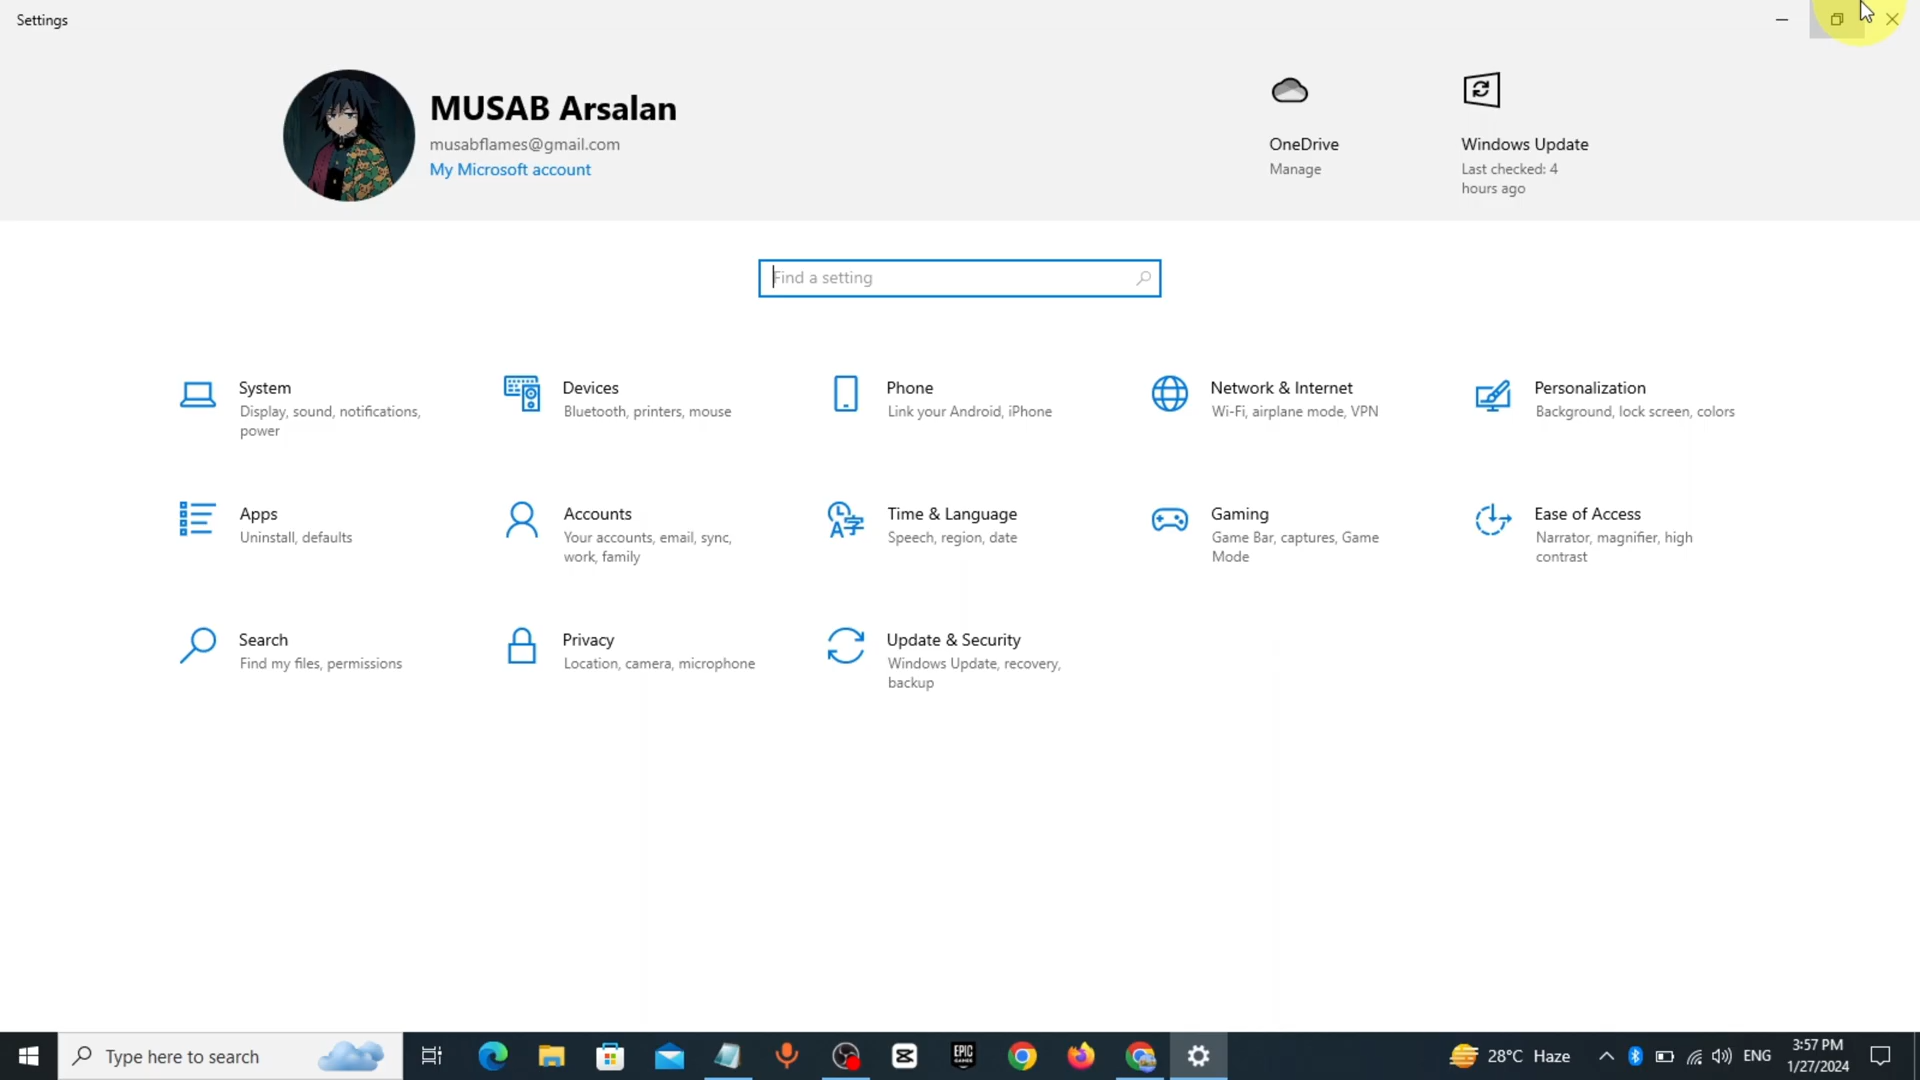 Settings
MUSAB Arsalan
musabflames@gmail.com
My Microsoft account
OneDrive
Manage
Windows Update
Last checked: 4
hours ago
Find a setting
System
Display, sound, notifications,
power
Devices
Bluetooth, printers, mouse
Phone
Link your Android, iPhone
Network & Internet
Wi-Fi, airplane mode, VPN
Personalization
Background, lock screen, colors
Apps
Uninstall, defaults
Accounts
Your accounts, email, sync,
work, family
Time & Language
Speech, region, date
Gaming
Game Bar, captures, Game
Mode
Ease of Access
Narrator, magnifier, high
contrast
Search
Find my files, permissions
Privacy
Location, camera, microphone
Update & Security
Windows Update, recovery,
backup
Type here to search
EPIC
GAMES
28°C Haze
ENG
3:57 PM
1/27/2024